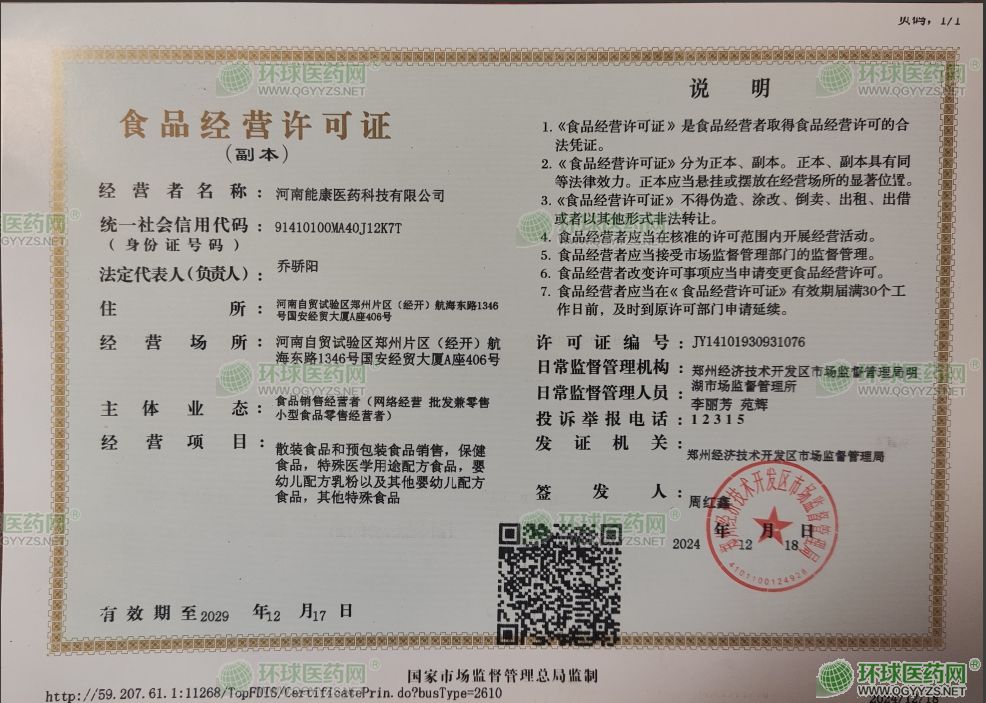 页码，1/1
食品经营许可证
（副本）
经营者名称：河南能康医药科技有限公司
统一社会信用代码：91410100MA40J12K7T
（身份证号码）
法定代表人（负责人）：乔骄阳
住所：河南自贸试验区郑州片区（经开）航海东路1346
号国安经贸大厦A座406号
经营场所：河南自贸试验区郑州片区（经开）航
海东路1346号国安经贸大厦A座406号
主体业态：食品销售经营者（网络经营 批发兼零售
小型食品零售经营者）
经营项目：散装食品和预包装食品销售，保健
食品，特殊医学用途配方食品，婴
幼儿配方乳粉以及其他婴幼儿配方
食品，其他特殊食品
有效期至2029年12月17日
说明
1.《食品经营许可证》是食品经营者取得食品经营许可的合
法凭证。
2.《食品经营许可证》分为正本、副本。正本、副本具有同
等法律效力。正本应当悬挂或摆放在经营场所的显著位置。
3.《食品经营许可证》不得伪造、涂改、倒卖、出租、出借
或者以其他形式非法转让。
4. 食品经营者应当在核准的许可范围内开展经营活动。
5. 食品经营者应当接受市场监督管理部门的监督管理。
6. 食品经营者改变许可事项应当申请变更食品经营许可。
7. 食品经营者应当在《食品经营许可证》有效期届满30个工
作日前，及时到原许可部门申请延续。
许可证编号：JY14101930931076
日常监督管理机构：郑州经济技术开发区市场监督管理局明
湖市场监督管理所
日常监督管理人员：李丽芳 苑辉
投诉举报电话：12315
发证机关：郑州经济技术开发区市场监督管理局
签发人：周红鑫
2024年12月18日
郑州经济技术开发区市场监督管理局
4101100124928
国家市场监督管理总局监制
http://59.207.61.1:11268/TopFDIS/CertificatePrin.do?busType=2610
2024/12/18
环球医药网®
WWW.QGYYZS.NET